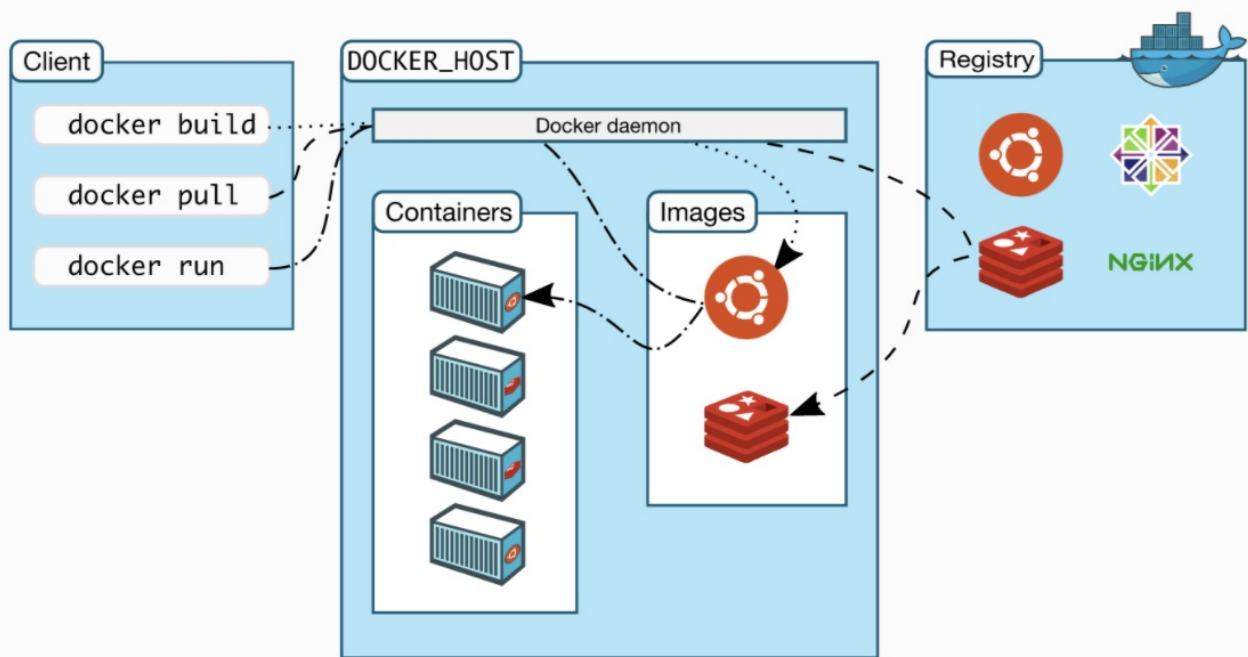 Client
docker build
docker pull
docker run
DOCKER_HOST
Docker daemon
Containers
Images
Registry
NGiNX